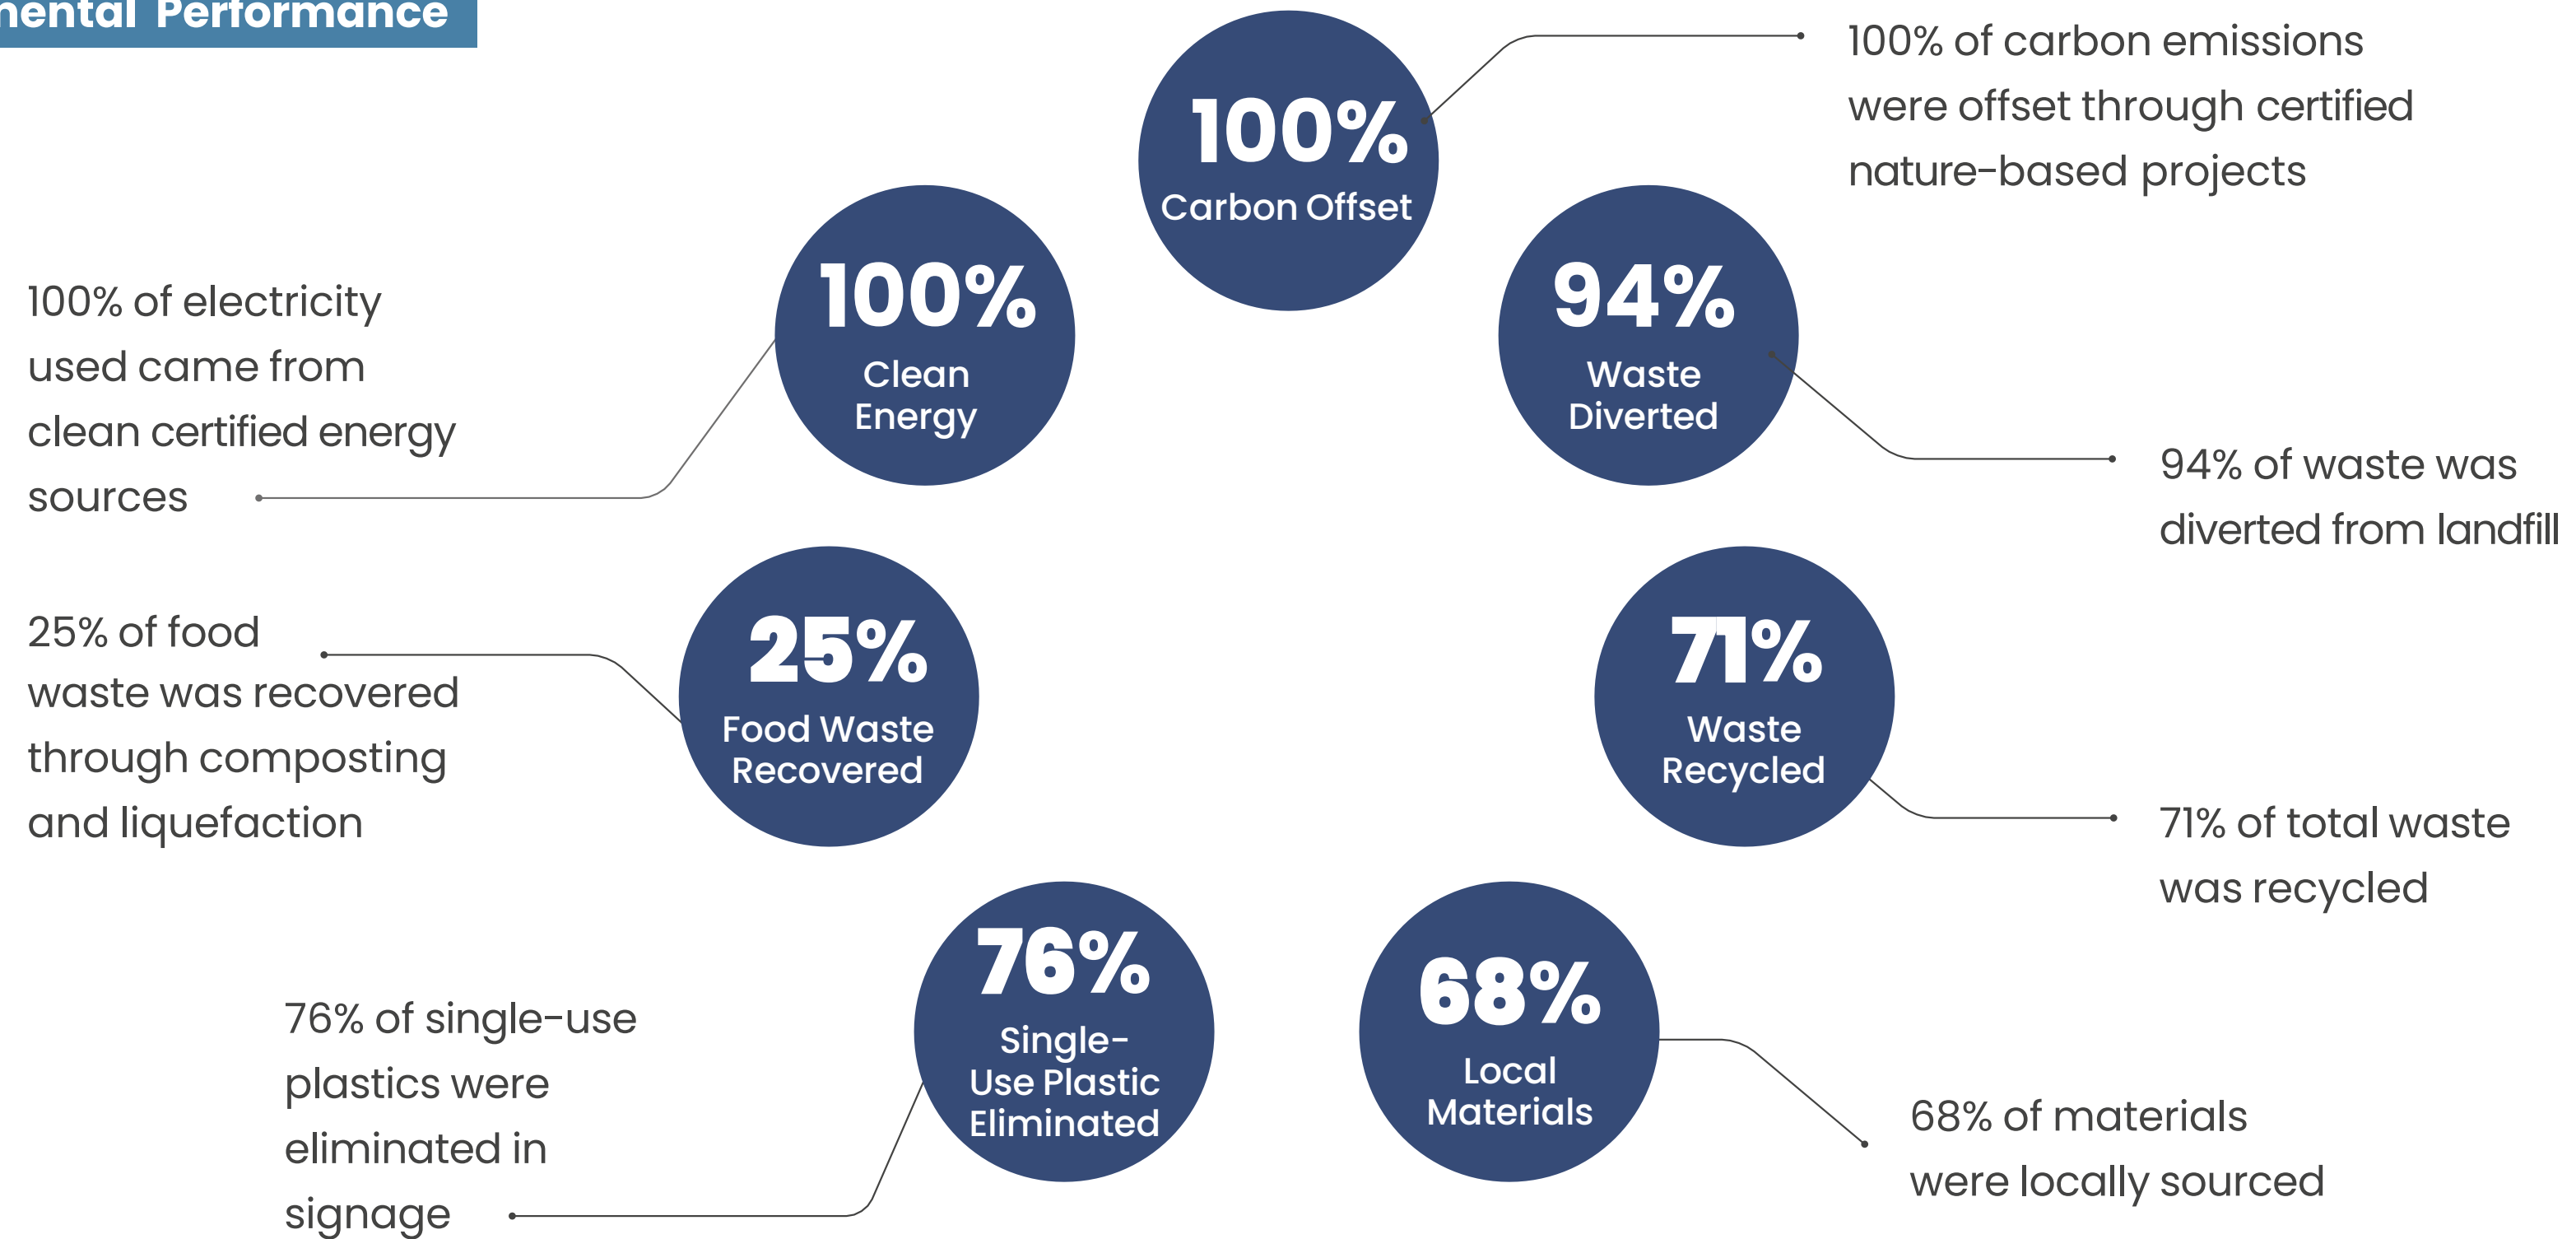 mental Performance
100%
Carbon Offset
100% of carbon emissions
were offset through certified
nature-based projects
100%
Clean
Energy
100% of electricity
used came from
clean certified energy
sources
94%
Waste
Diverted
94% of waste was
diverted from landfill
25%
Food Waste
Recovered
25% of food
waste was recovered
through composting
and liquefaction
71%
Waste
Recycled
71% of total waste
was recycled
76%
Single-
Use Plastic
Eliminated
76% of single-use
plastics were
eliminated in
signage
68%
Local
Materials
68% of materials
were locally sourced